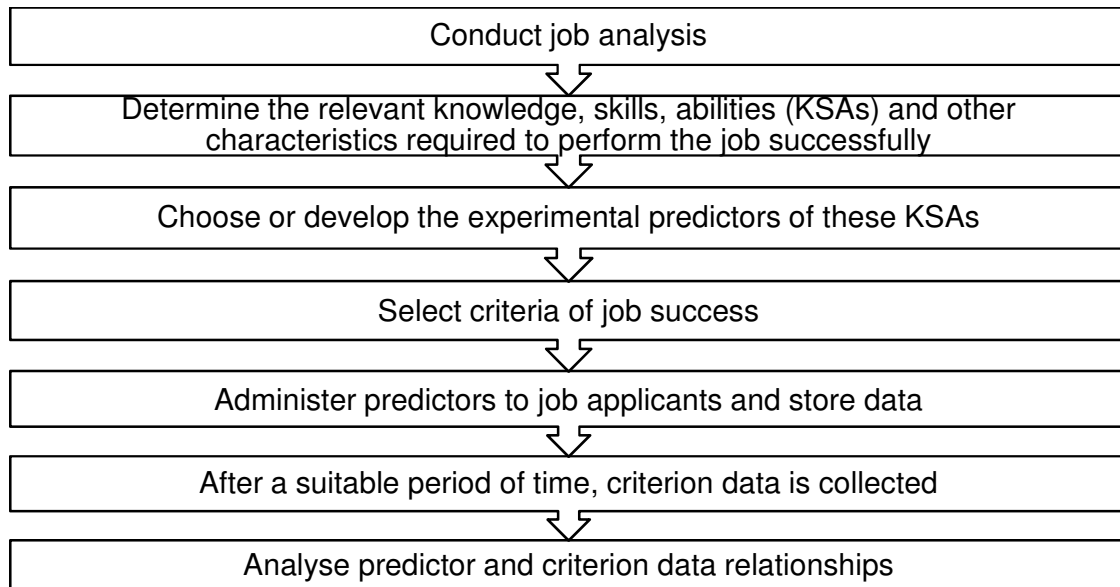 Conduct job analysis
Determine the relevant knowledge, skills, abilities (KSAs) and other
characteristics required to perform the job successfully
Choose or develop the experimental predictors of these KSAs
Select criteria of job success
Administer predictors to job applicants and store data
After a suitable period of time, criterion data is collected
Analyse predictor and criterion data relationships